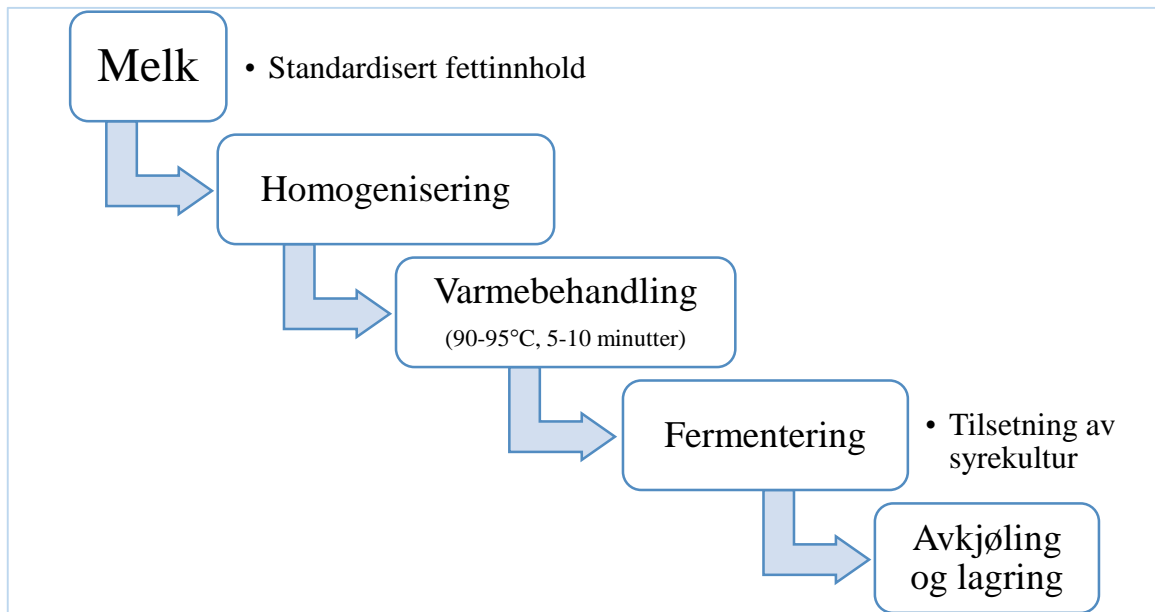 Melk
• Standardisert fettinnhold
Homogenisering
Varmebehandling
(90-95°C, 5-10 minutter)
Fermentering
• Tilsetning av
syrekultur
Avkjøling
og lagring